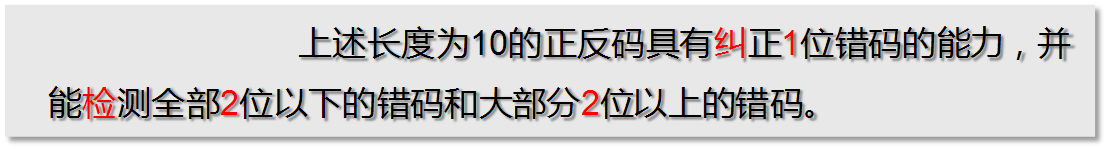 上述长度为10的正反码具有纠正1位错码的能力，并
能检测全部2位以下的错码和大部分2位以上的错码。